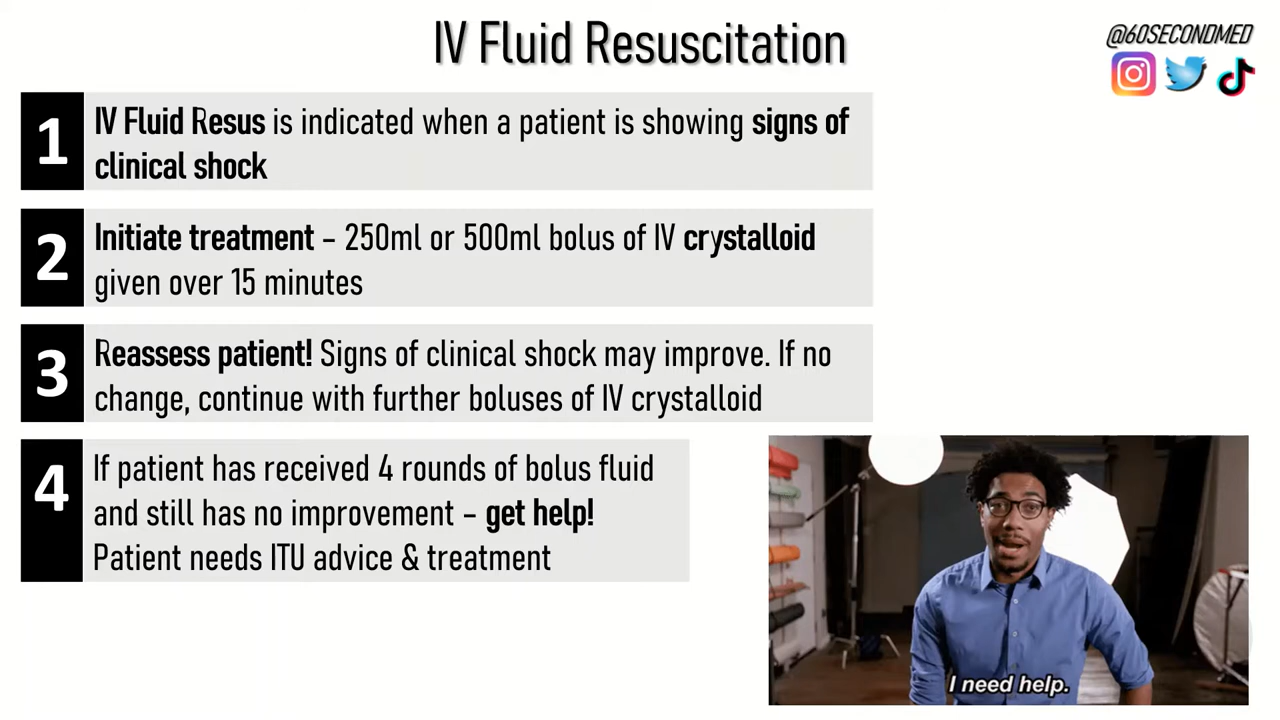 IV Fluid Resuscitation
@60SECONDMED
1
IV Fluid Resus is indicated when a patient is showing signs of
clinical shock
2
Initiate treatment – 250ml or 500ml bolus of IV crystalloid
given over 15 minutes
3
Reassess patient! Signs of clinical shock may improve. If no
change, continue with further boluses of IV crystalloid
4
If patient has received 4 rounds of bolus fluid
and still has no improvement – get help!
Patient needs ITU advice & treatment
I need help.